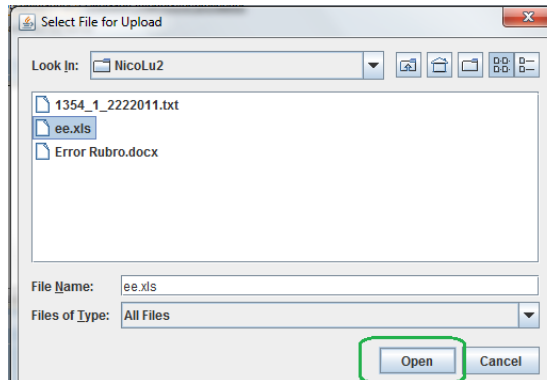 Select File for Upload
Look In: NicoLu2
1354_1_2222011.txt
ee.xls
Error Rubro.docx
File Name: ee.xls
Files of Type: All Files
Open Cancel